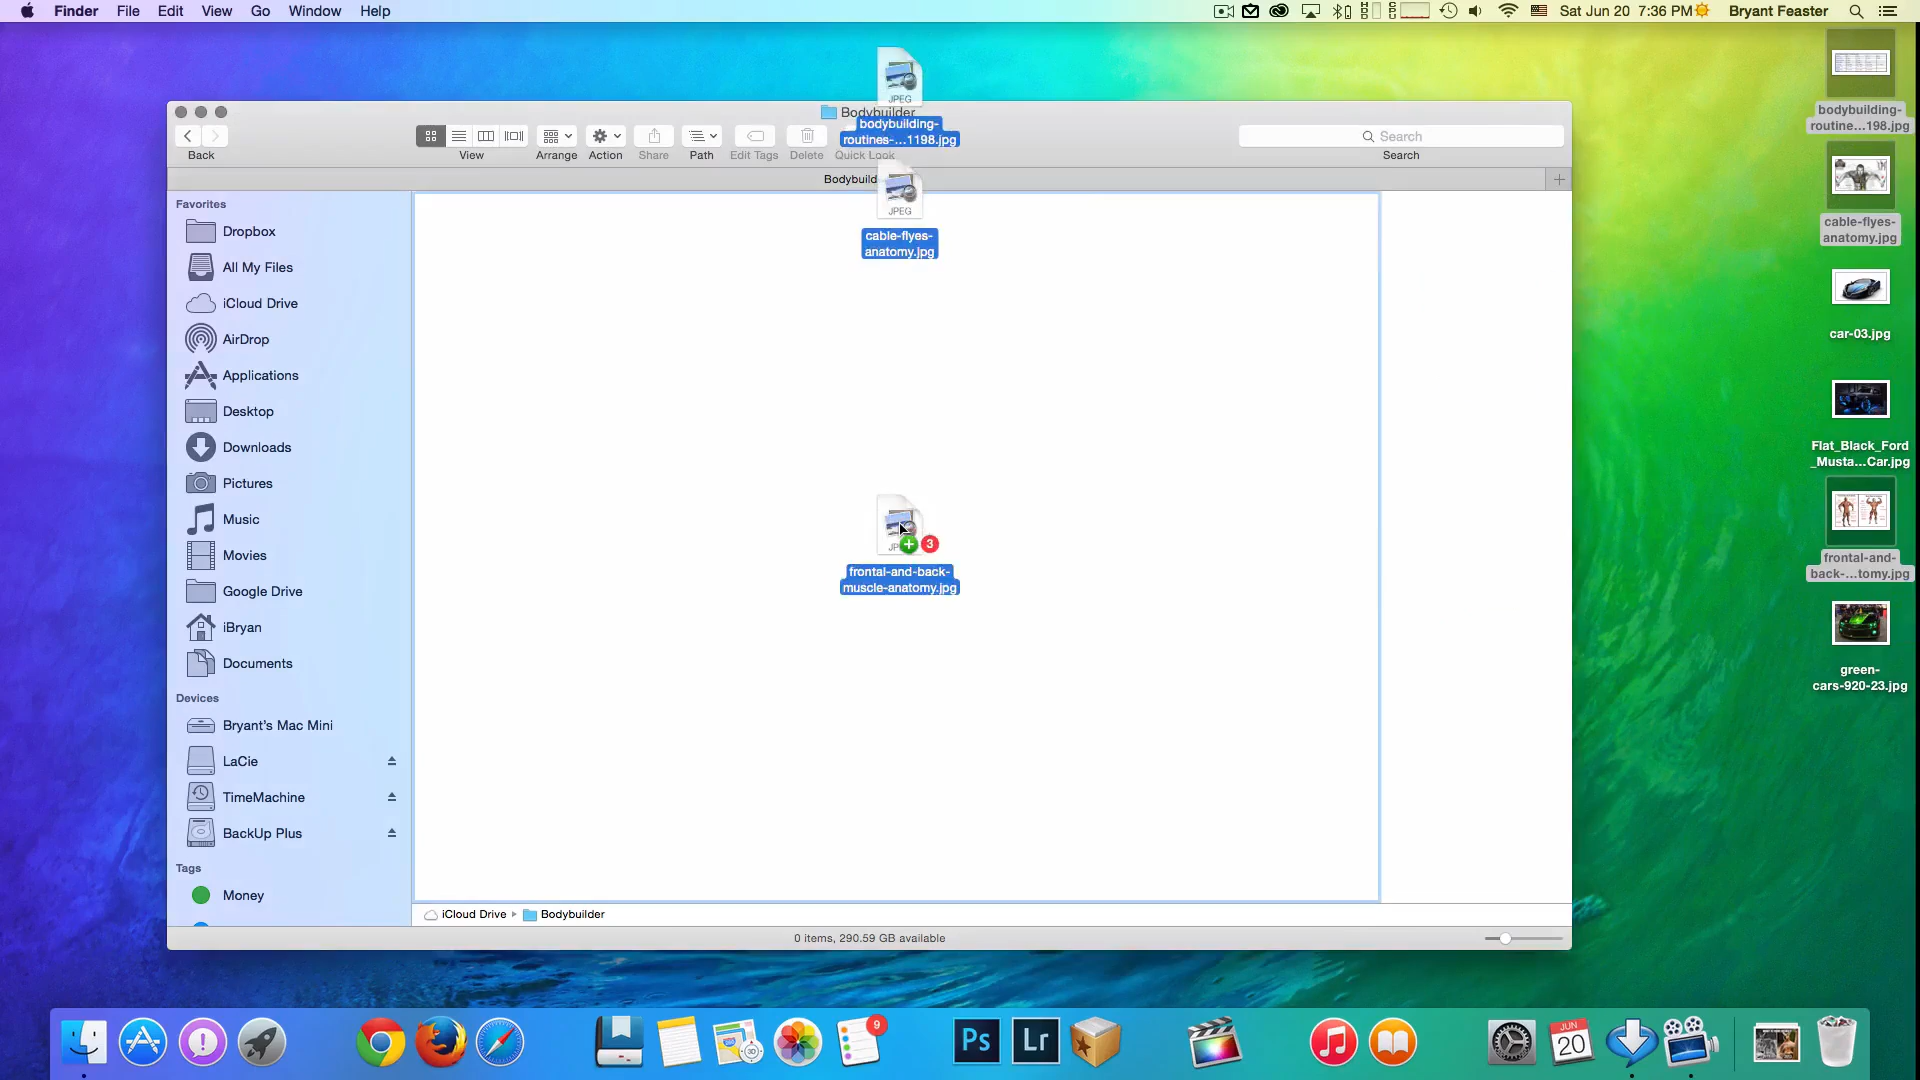 Finder File Edit View Go Window Help
Sat Jun 20 7:36 PM Bryant Feaster
Bodybuilder
Back
View
Arrange
Action
Share
Path
Edit Tags
Delete
Quick Look
Search
Search
Bodybuild
JPEG
bodybuilding-
routines-...1198.jpg
JPEG
cable-flyes-
anatomy.jpg
3
frontal-and-back-
muscle-anatomy.jpg
Favorites
Dropbox
All My Files
iCloud Drive
AirDrop
Applications
Desktop
Downloads
Pictures
Music
Movies
Google Drive
iBryan
Documents
Devices
Bryant's Mac Mini
LaCie
TimeMachine
BackUp Plus
Tags
Money
iCloud Drive Bodybuilder
0 items, 290.59 GB available
bodybuilding-
routine...198.jpg
cable-flyes-
anatomy.jpg
car-03.jpg
Flat_Black_Ford
_Musta...Car.jpg
frontal-and-
back-...tomy.jpg
green-
cars-920-23.jpg
3D
9
Ps
Lr
JUN
20